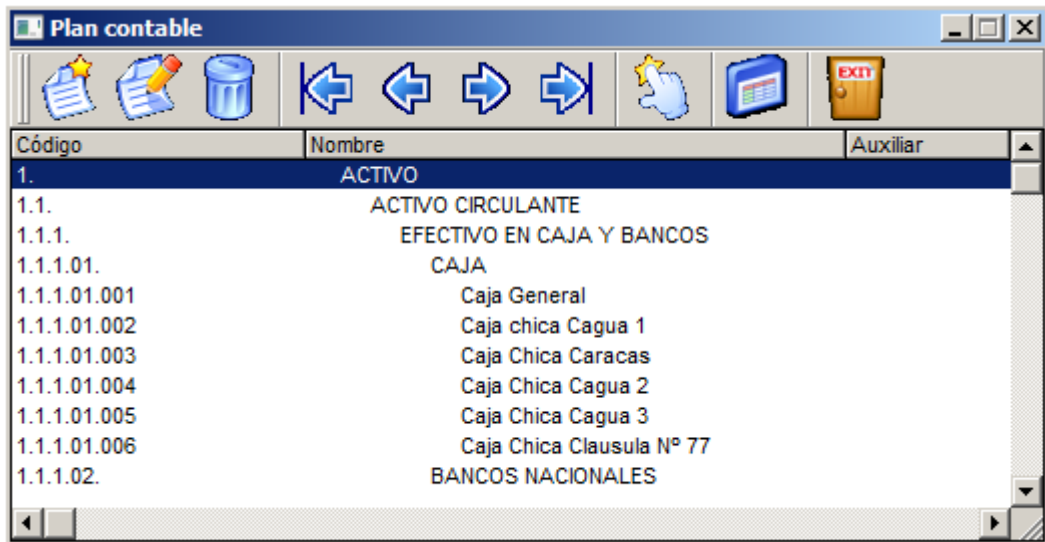 Plan contable
EXIT
Código Nombre Auxiliar
1. ACTIVO
1.1. ACTIVO CIRCULANTE
1.1.1. EFECTIVO EN CAJA Y BANCOS
1.1.1.01. CAJA
1.1.1.01.001 Caja General
1.1.1.01.002 Caja chica Cagua 1
1.1.1.01.003 Caja Chica Caracas
1.1.1.01.004 Caja Chica Cagua 2
1.1.1.01.005 Caja Chica Cagua 3
1.1.1.01.006 Caja Chica Clausula Nº 77
1.1.1.02. BANCOS NACIONALES